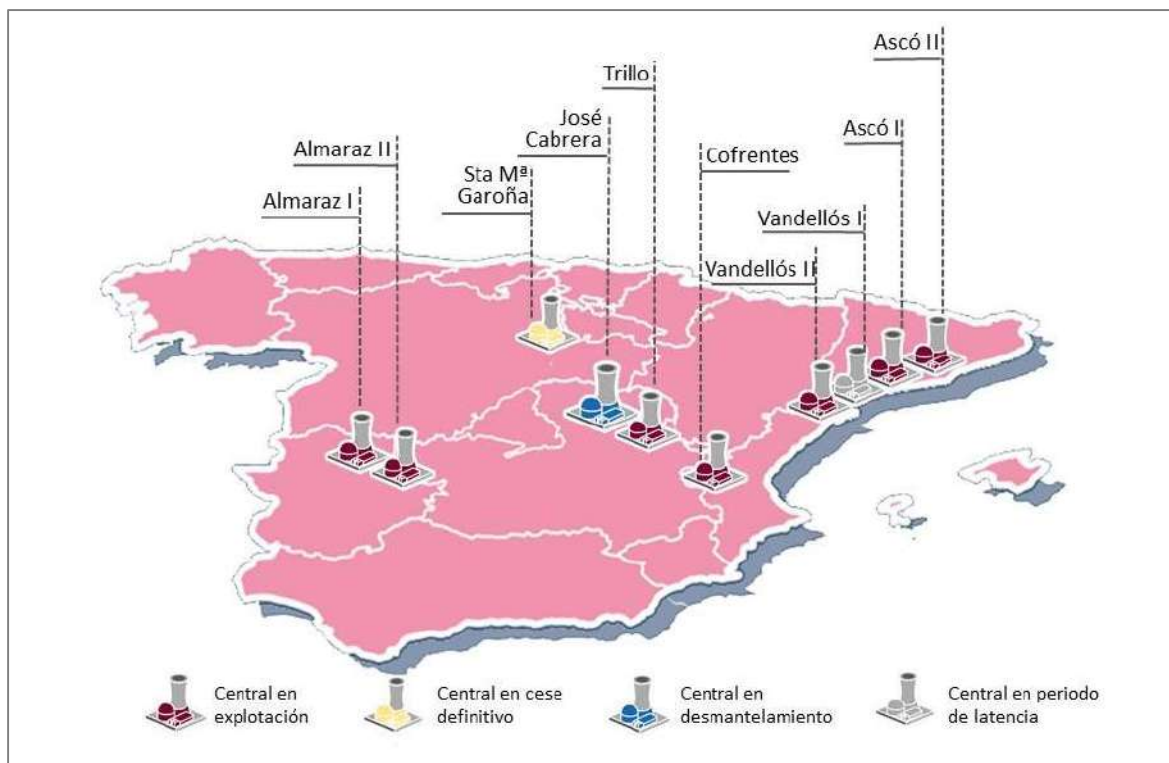 Ascó II
Trillo
José
Cabrera
Ascó I
Almaraz II
Cofrentes
Sta Mª
Garoña
Almaraz I
Vandellós I
Vandellós II
Central en
explotación
Central en cese
definitivo
Central en
desmantelamiento
Central en periodo
de latencia